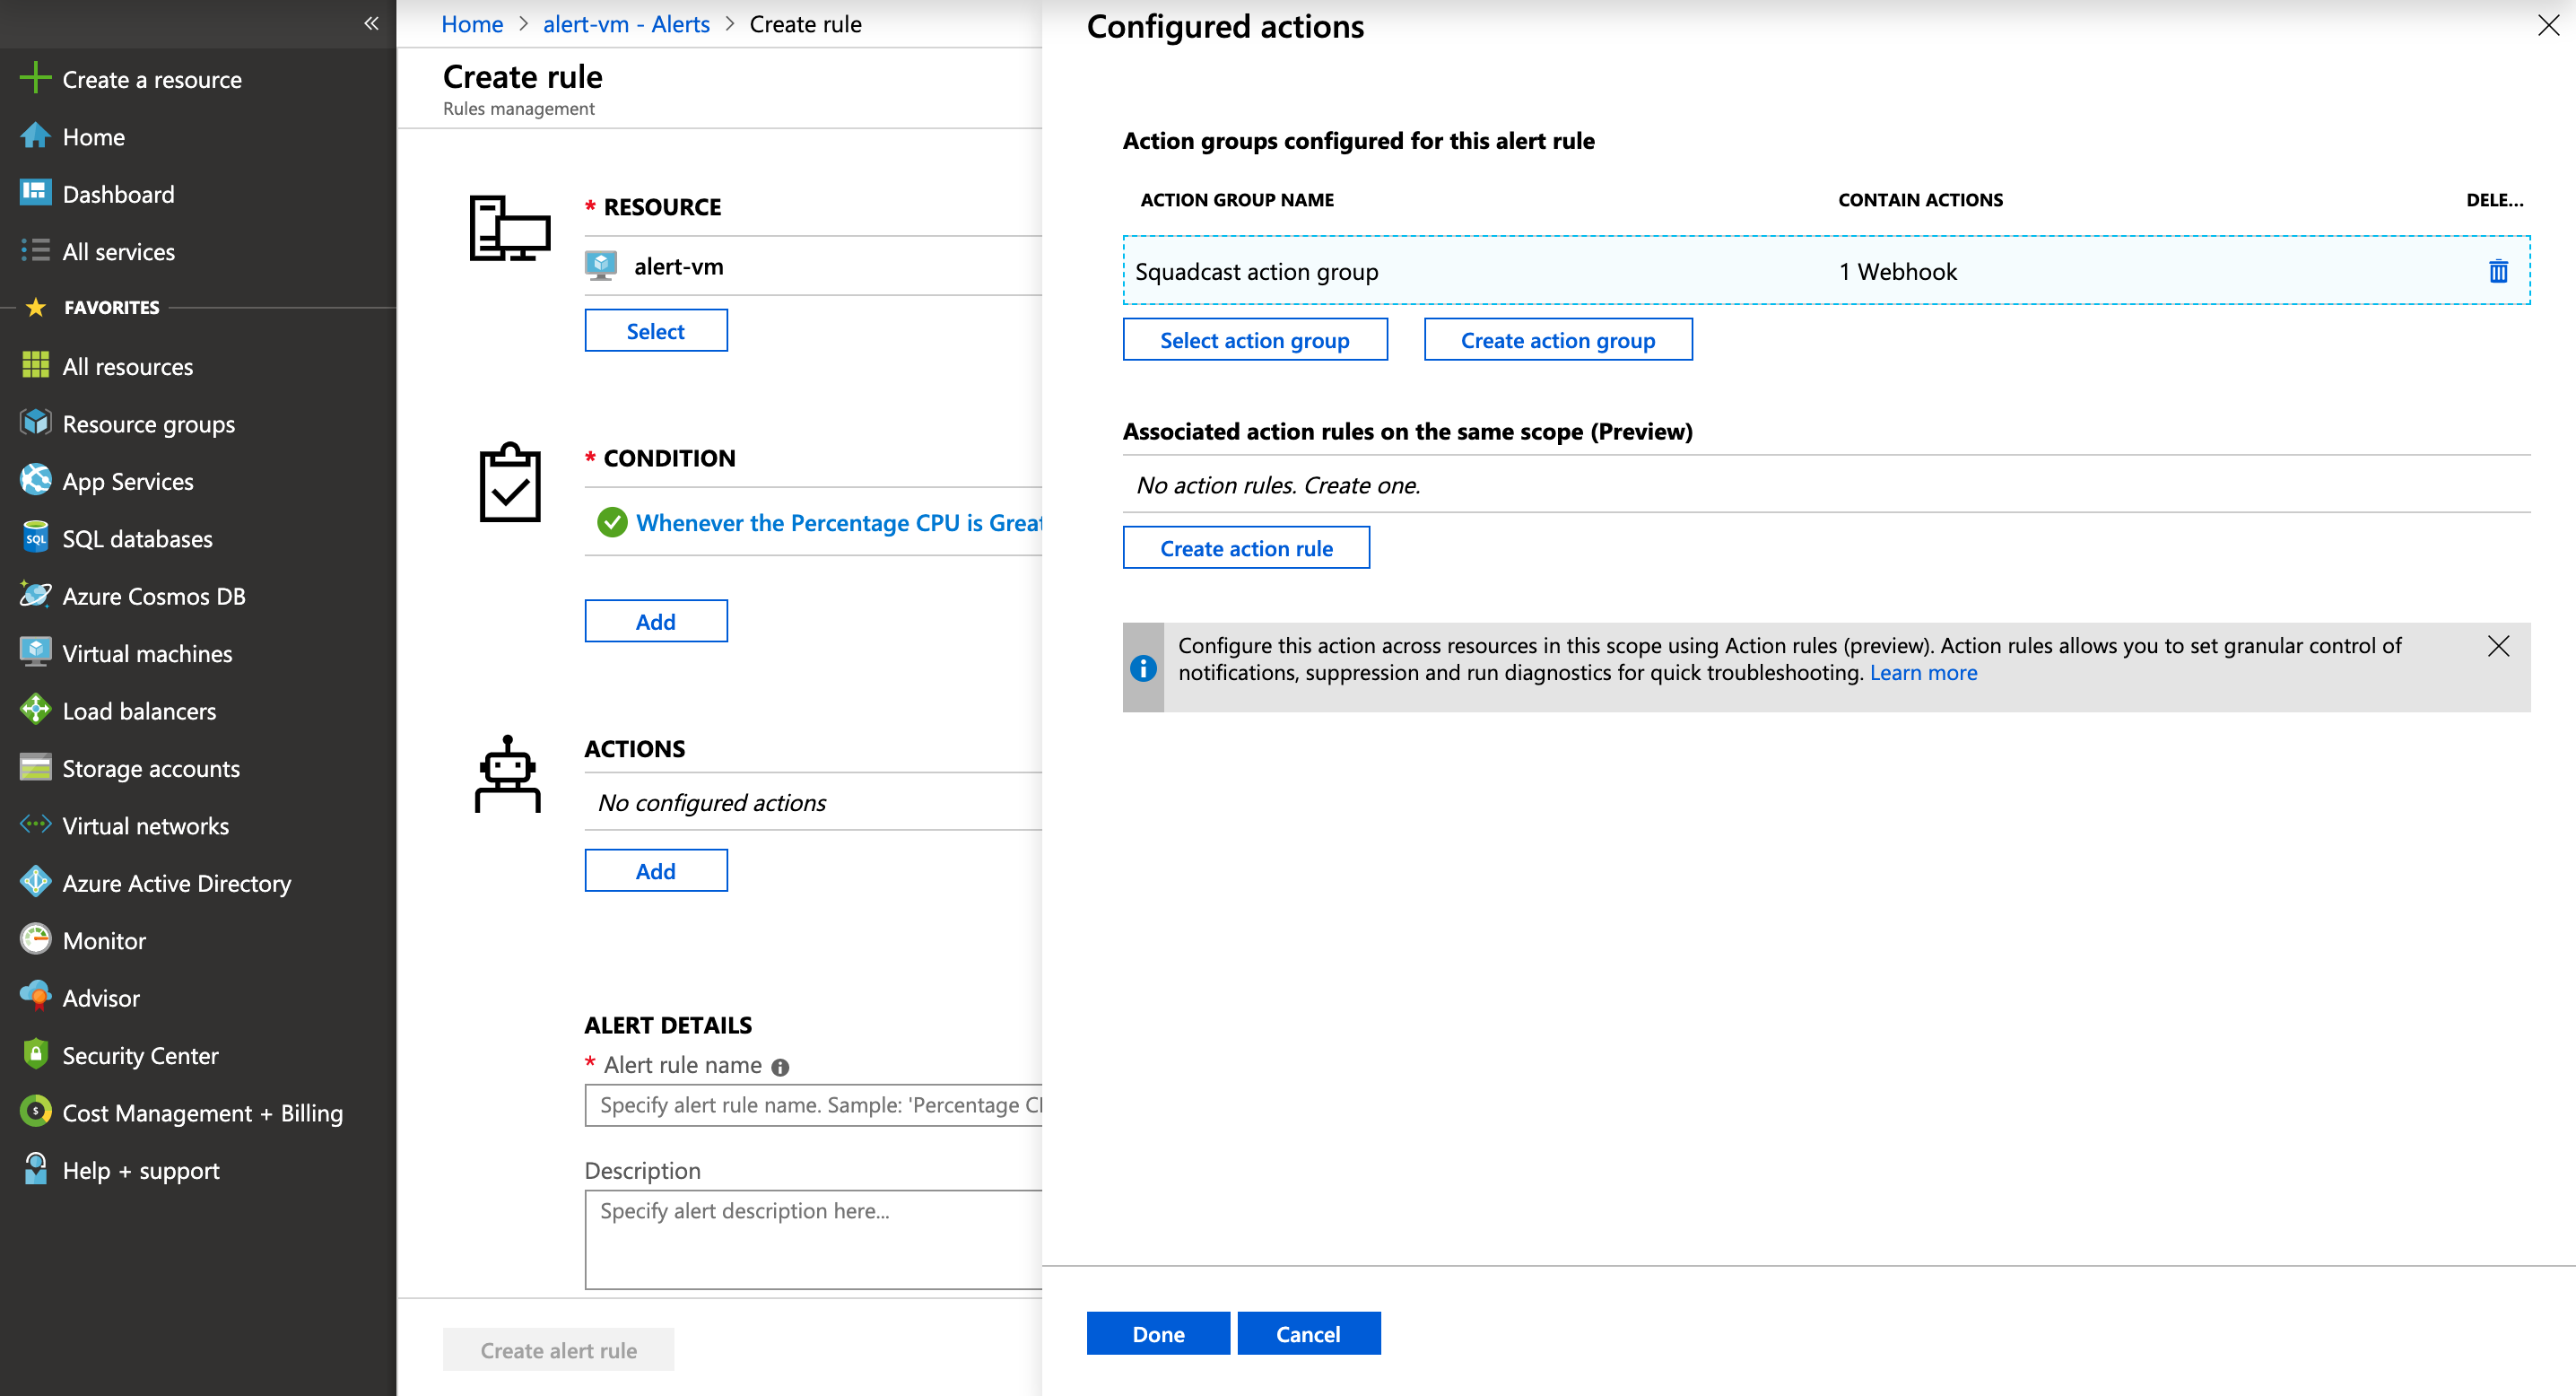 Create a resource
Home
Dashboard
All services
FAVORITES
All resources
Resource groups
App Services
SQL
SQL databases
Azure Cosmos DB
Virtual machines
Load balancers
Storage accounts
Virtual networks
Azure Active Directory
Monitor
Advisor
Security Center
Cost Management + Billing
Help + support
Home > alert-vm - Alerts > Create rule
Create rule
Rules management
* RESOURCE
alert-vm
Select
* CONDITION
Whenever the Percentage CPU is Great
Add
ACTIONS
No configured actions
Add
ALERT DETAILS
* Alert rule name
Specify alert rule name. Sample: 'Percentage CP
Description
Specify alert description here...
Create alert rule
Configured actions
Action groups configured for this alert rule
ACTION GROUP NAME CONTAIN ACTIONS DELE...
Squadcast action group 1 Webhook
Select action group Create action group
Associated action rules on the same scope (Preview)
No action rules. Create one.
Create action rule
Configure this action across resources in this scope using Action rules (preview). Action rules allows you to set granular control of
notifications, suppression and run diagnostics for quick troubleshooting. Learn more
Done Cancel